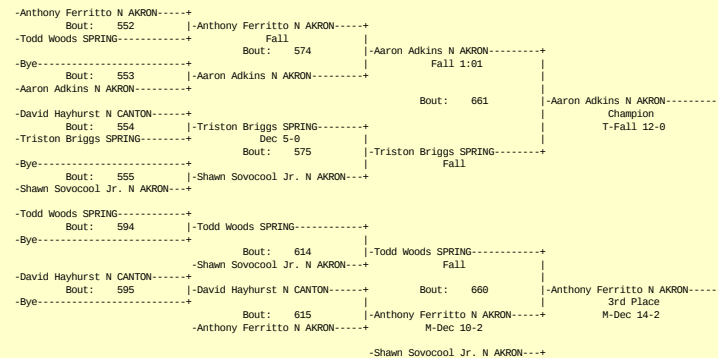 -Anthony Ferritto N AKRON-----+
Bout: 552 |-Anthony Ferritto N AKRON-----+
-Todd Woods SPRING------------+ Fall |
Bout: 574 |-Aaron Adkins N AKRON---------+
-Bye--------------------------+ | Fall 1:01 |
Bout: 553 |-Aaron Adkins N AKRON---------+ |
-Aaron Adkins N AKRON---------+ |
Bout: 661 |-Aaron Adkins N AKRON---------
-David Hayhurst N CANTON------+ | Champion
Bout: 554 |-Triston Briggs SPRING--------+ | T-Fall 12-0
-Triston Briggs SPRING--------+ Dec 5-0 | |
Bout: 575 |-Triston Briggs SPRING--------+
-Bye--------------------------+ | Fall
Bout: 555 |-Shawn Sovocool Jr. N AKRON---+
-Shawn Sovocool Jr. N AKRON---+
-Todd Woods SPRING------------+
Bout: 594 |-Todd Woods SPRING------------+
-Bye--------------------------+ |
Bout: 614 |-Todd Woods SPRING------------+
-Shawn Sovocool Jr. N AKRON---+ Fall |
-David Hayhurst N CANTON------+ |
Bout: 595 |-David Hayhurst N CANTON------+ Bout: 660 |-Anthony Ferritto N AKRON-----
-Bye--------------------------+ | | 3rd Place
Bout: 615 |-Anthony Ferritto N AKRON-----+ M-Dec 14-2
-Anthony Ferritto N AKRON-----+ M-Dec 10-2
-Shawn Sovocool Jr. N AKRON---+